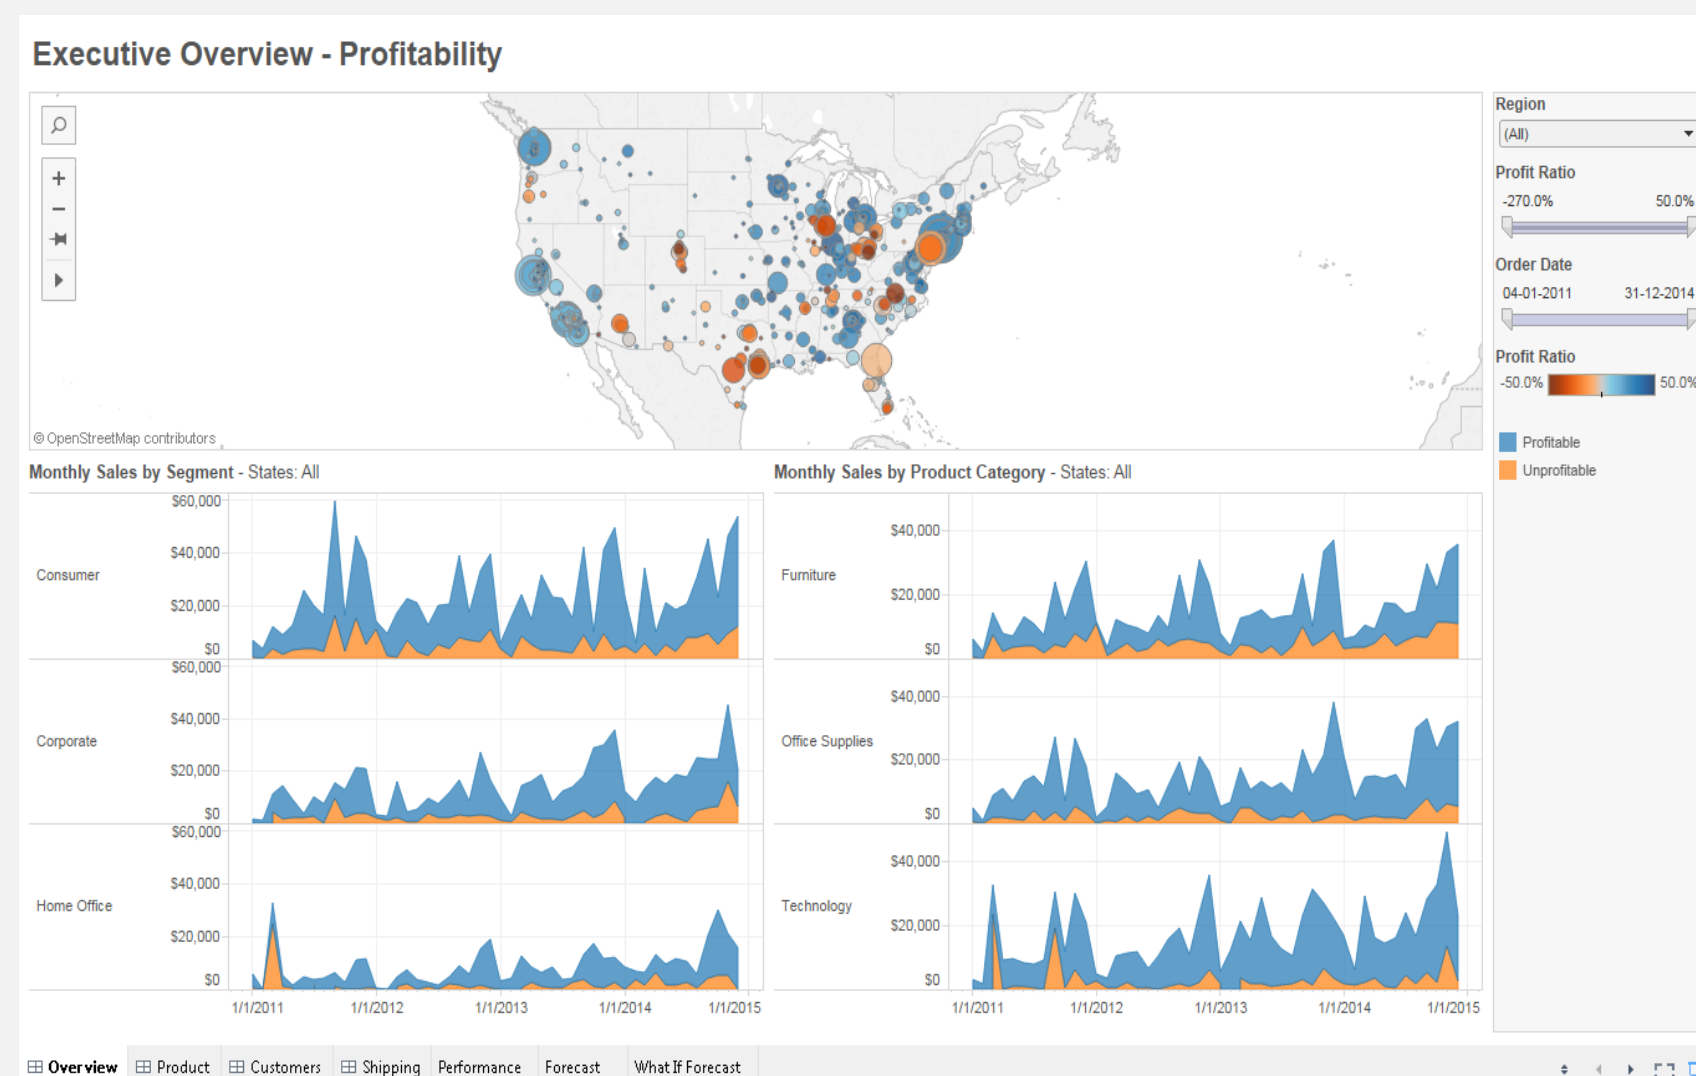 Executive Overview - Profitability
Region
(All)
Profit Ratio
-270.0% 50.0%
Order Date
04-01-2011 31-12-2014
Profit Ratio
-50.0% 50.0%
Profitable
Unprofitable
© OpenStreetMap contributors
Monthly Sales by Segment - States: All
$60,000
$40,000
Consumer
$20,000
$0
$60,000
$40,000
Corporate
$20,000
$0
$60,000
$40,000
Home Office
$20,000
$0
1/1/2011 1/1/2012 1/1/2013 1/1/2014 1/1/2015
Monthly Sales by Product Category - States: All
$40,000
Furniture
$20,000
$0
$40,000
Office Supplies
$20,000
$0
$40,000
Technology
$20,000
$0
1/1/2011 1/1/2012 1/1/2013 1/1/2014 1/1/2015
Overview Product Customers Shipping Performance Forecast What If Forecast